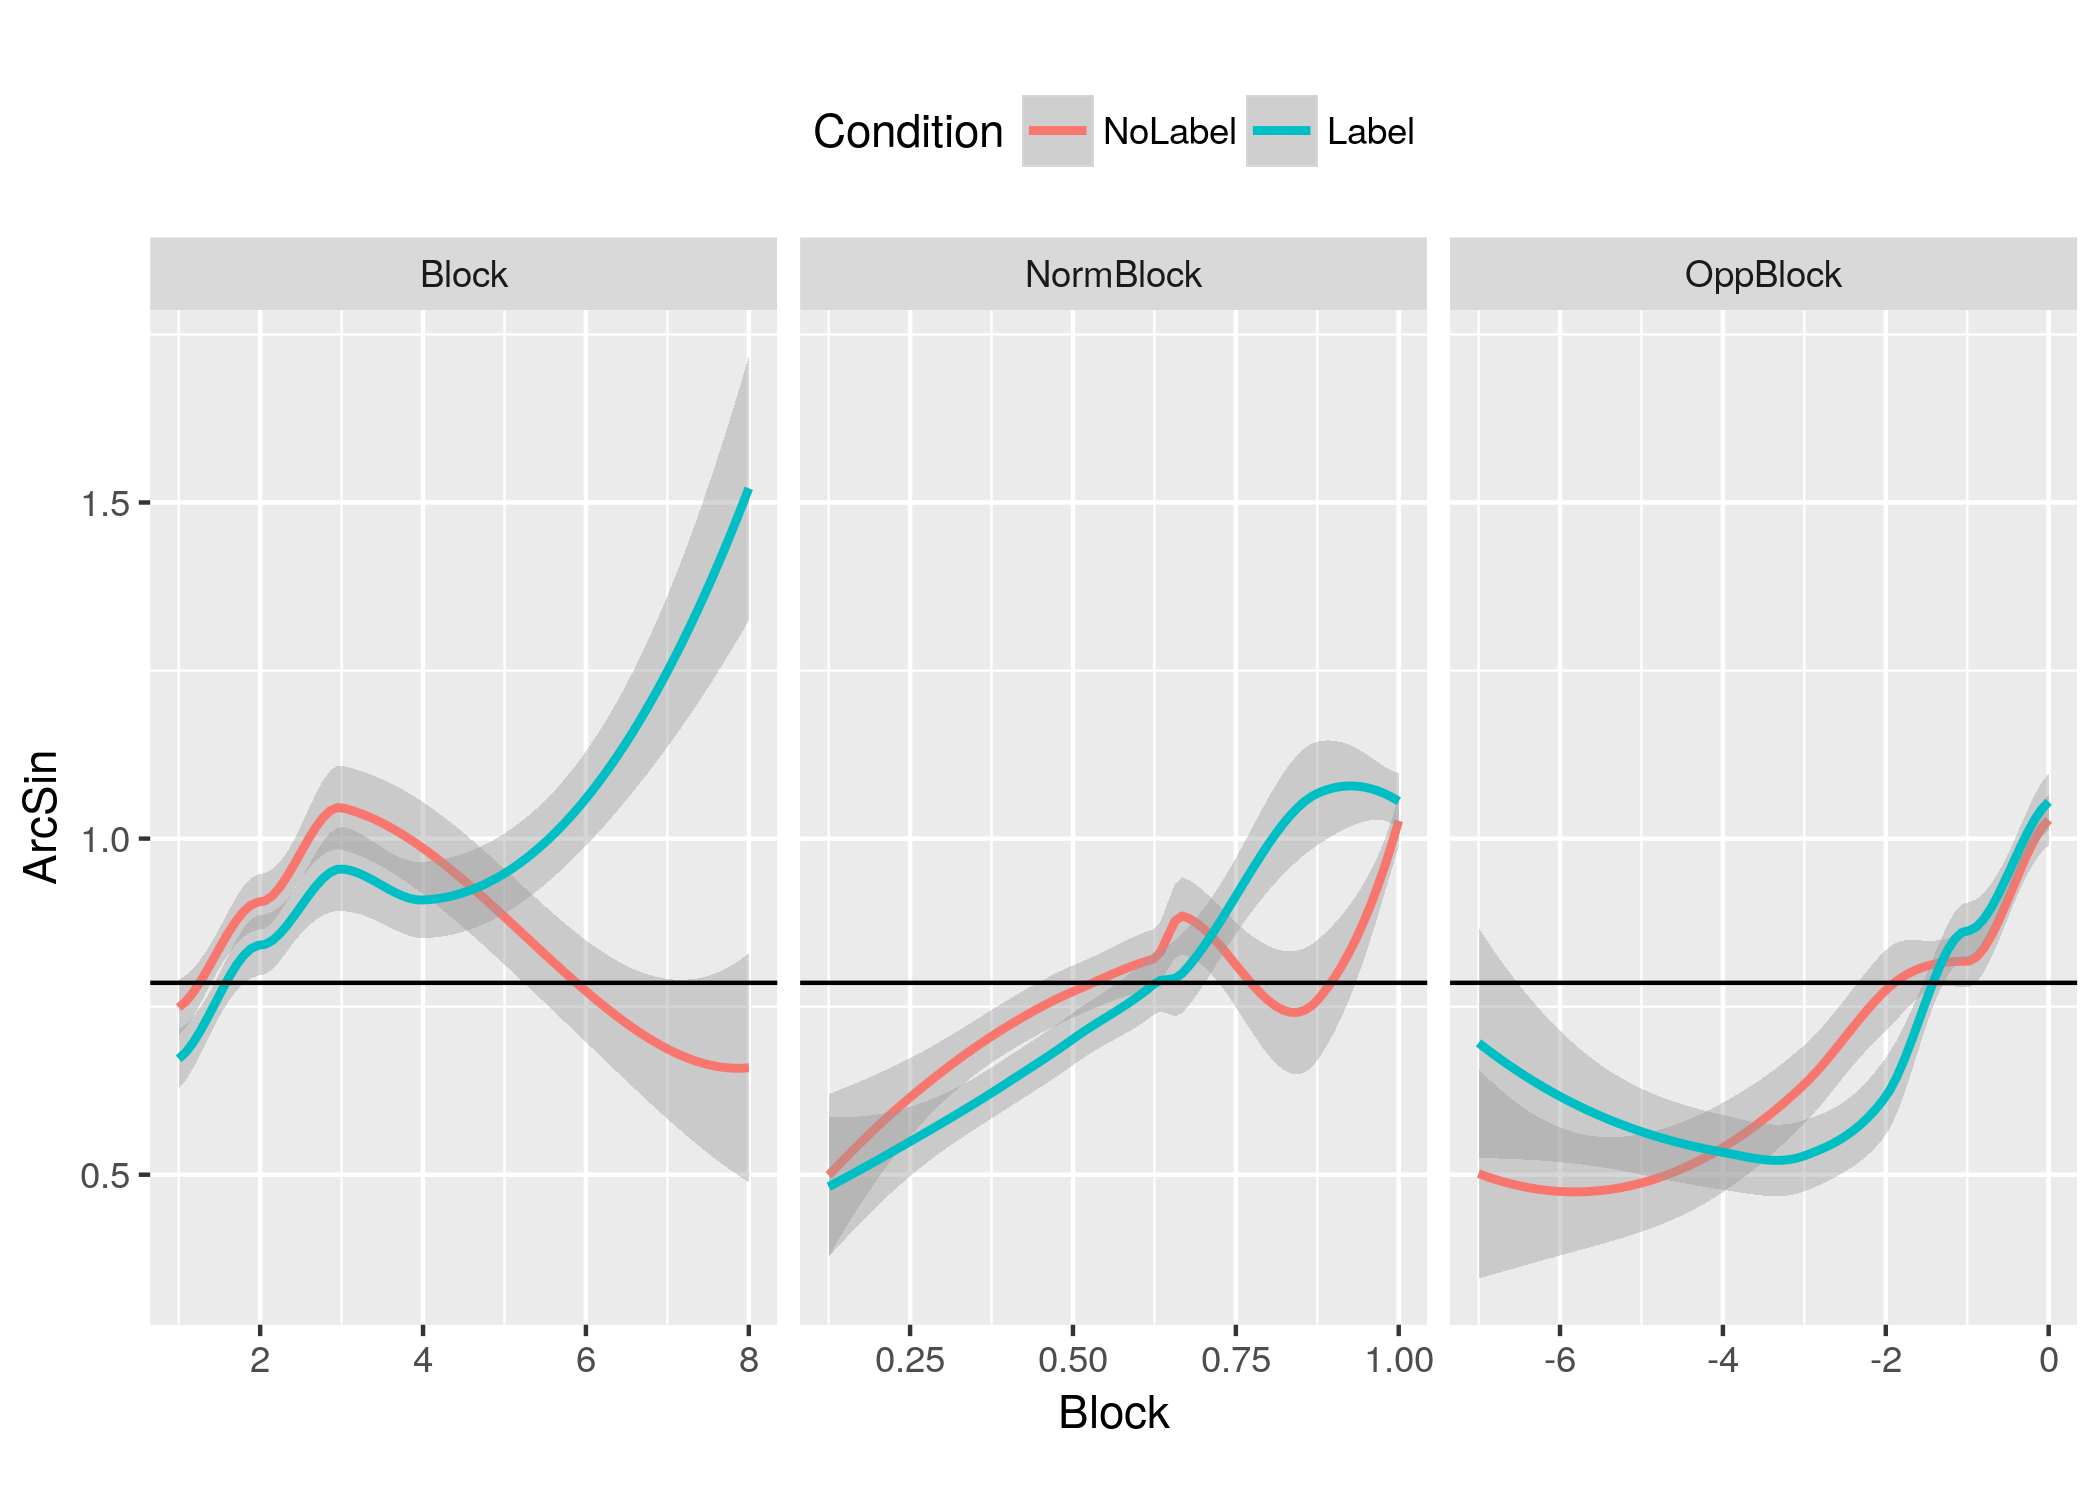 Condition NoLabel Label
Block NormBlock OppBlock
ArcSin
1.5
1.0
0.5
2 4 6 8 0.25 0.50 0.75 1.00 -6 -4 -2 0
Block